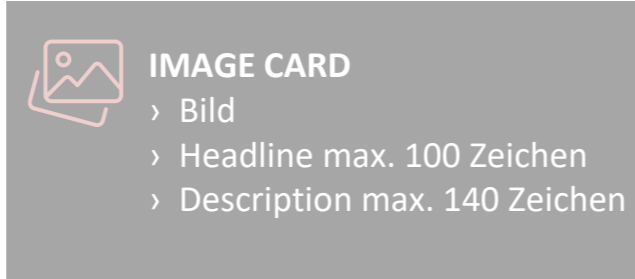 IMAGE CARD
› Bild
› Headline max. 100 Zeichen
› Description max. 140 Zeichen